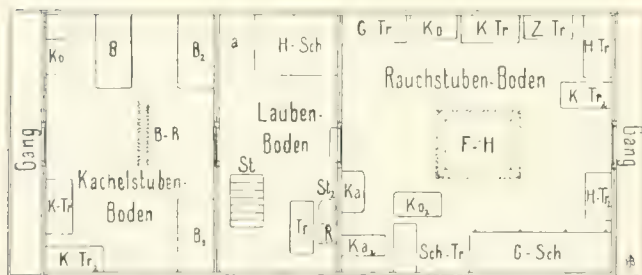 Gang
Ko
B
B₂
B-R
Kachelstuben-
Boden
K-Tr
K Tr
B₃
a
H-Sch
Lauben-
Boden
St
St₂
Tr
R
G Tr
Ko
K Tr
Z Tr
H Tr
Rauchstuben-Boden
K Tr
F-H
Ka
Ko₂
H-Tr
Ka
Sch-Tr
G-Sch
Gang